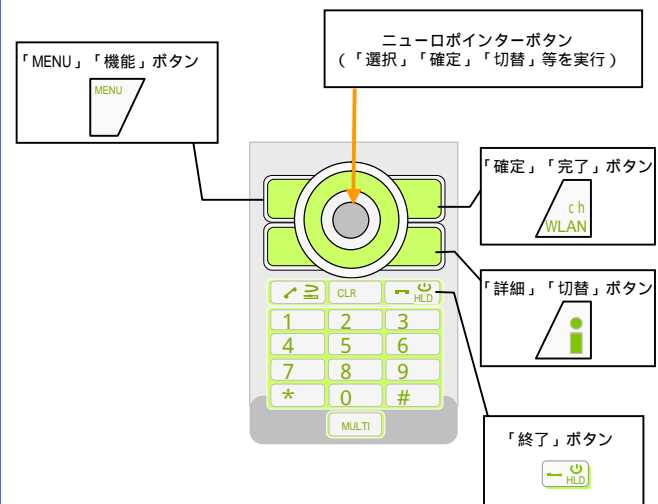 ニューロポインターボタン
(「選択」「確定」「切替」等を実行)
「MENU」「機能」ボタン
MENU
「確定」「完了」ボタン
ch
WLAN
「詳細」「切替」ボタン
i
CLR
HLD
1 2 3
4 5 6
7 8 9
* 0 #
MULTI
「終了」ボタン
HLD